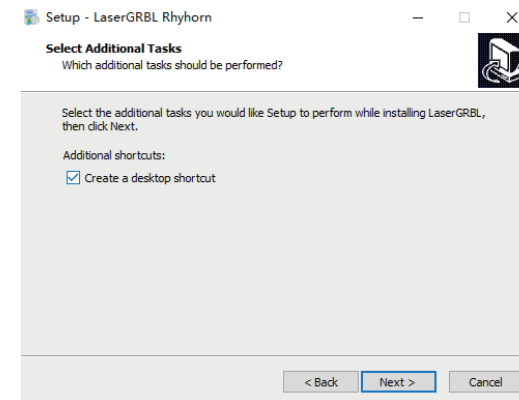 Setup - LaserGRBL Rhyhorn
Select Additional Tasks
Which additional tasks should be performed?
Select the additional tasks you would like Setup to perform while installing LaserGRBL,
then click Next.
Additional shortcuts:
Create a desktop shortcut
< Back Next > Cancel